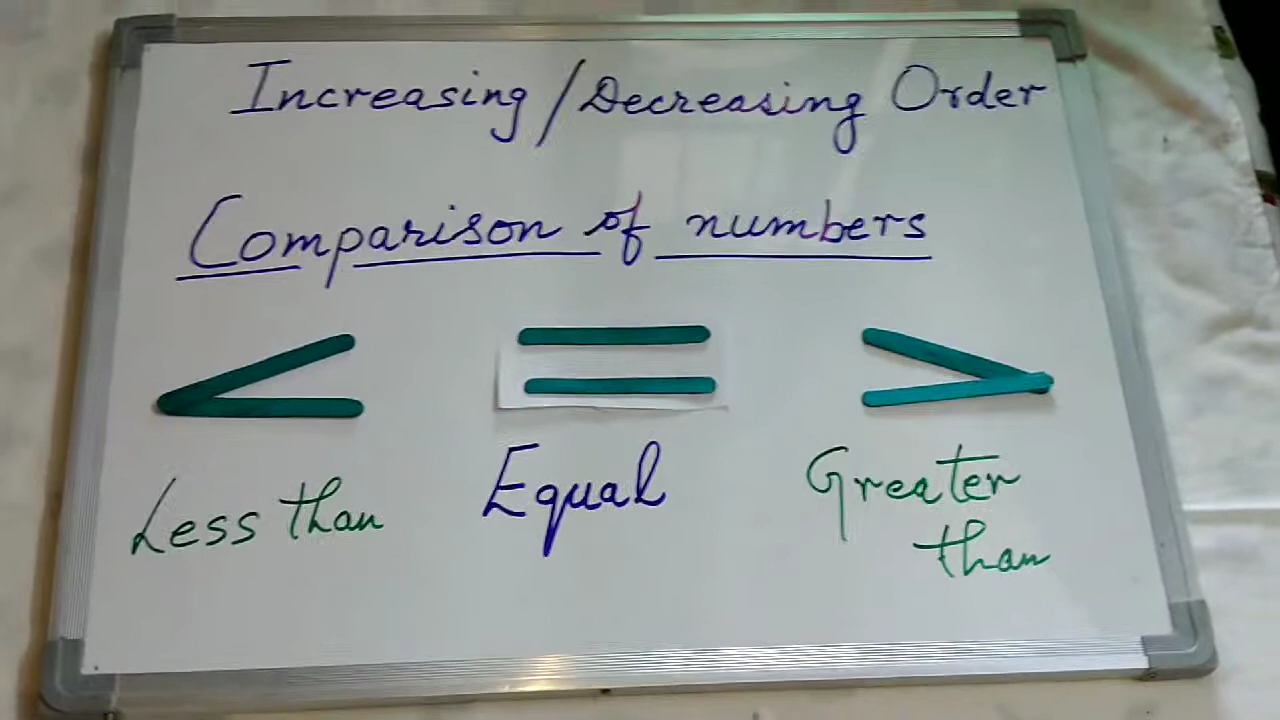 Increasing/Decreasing Order
Comparison of numbers
< = >
Less than Equal Greater than